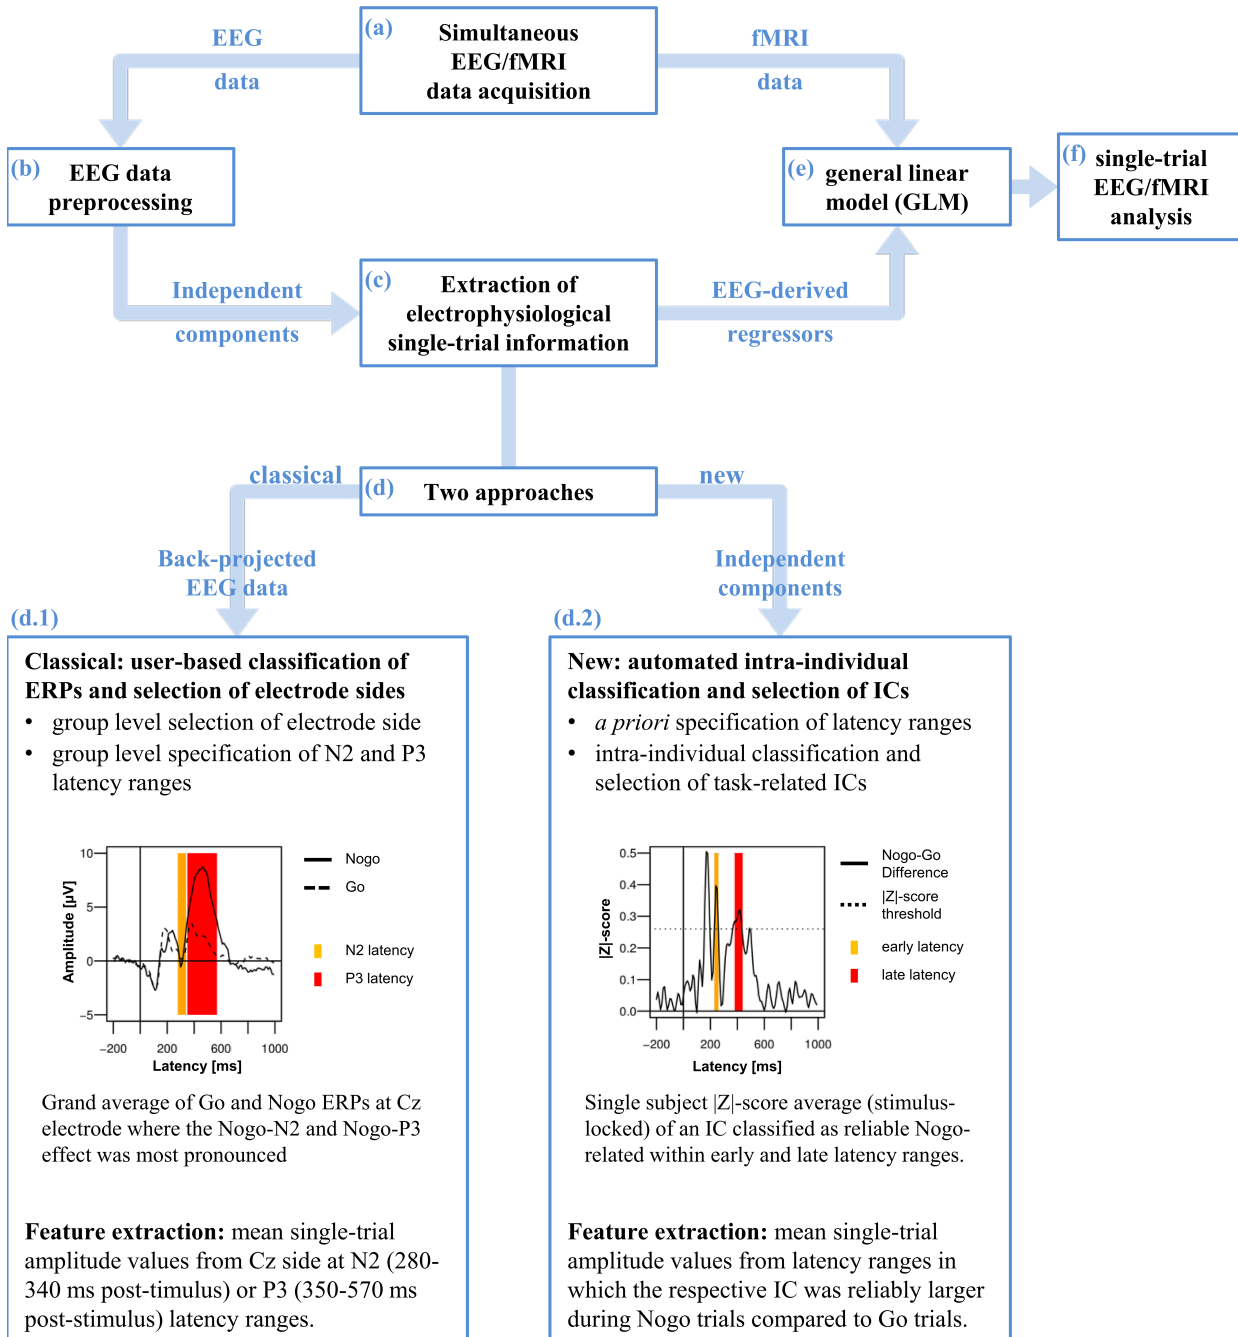 (a)
Simultaneous
EEG/fMRI
data acquisition
EEG
data
fMRI
data
(b)
EEG data
preprocessing
(e)
general linear
model (GLM)
(f)
single-trial
EEG/fMRI
analysis
Independent
components
(c)
Extraction of
electrophysiological
single-trial information
EEG-derived
regressors
classical
(d)
Two approaches
new
Back-projected
EEG data
Independent
components
(d.1)
Classical: user-based classification of
ERPs and selection of electrode sides
• group level selection of electrode side
• group level specification of N2 and P3
latency ranges
10
5
0
−5
Amplitude [µV]
−200
200
600
1000
Latency [ms]
Nogo
Go
N2 latency
P3 latency
Grand average of Go and Nogo ERPs at Cz
electrode where the Nogo-N2 and Nogo-P3
effect was most pronounced
Feature extraction: mean single-trial
amplitude values from Cz side at N2 (280-
340 ms post-timulus) or P3 (350-570 ms
post-stimulus) latency ranges.
(d.2)
New: automated intra-individual
classification and selection of ICs
• a priori specification of latency ranges
• intra-individual classification and
selection of task-related ICs
0.5
0.4
0.3
0.2
0.1
0.0
|Z|-score
−200
200
600
1000
Latency [ms]
Nogo-Go
Difference
|Z|-score
threshold
early latency
late latency
Single subject |Z|-score average (stimulus-
locked) of an IC classified as reliable Nogo-
related within early and late latency ranges.
Feature extraction: mean single-trial
amplitude values from latency ranges in
which the respective IC was reliably larger
during Nogo trials compared to Go trials.